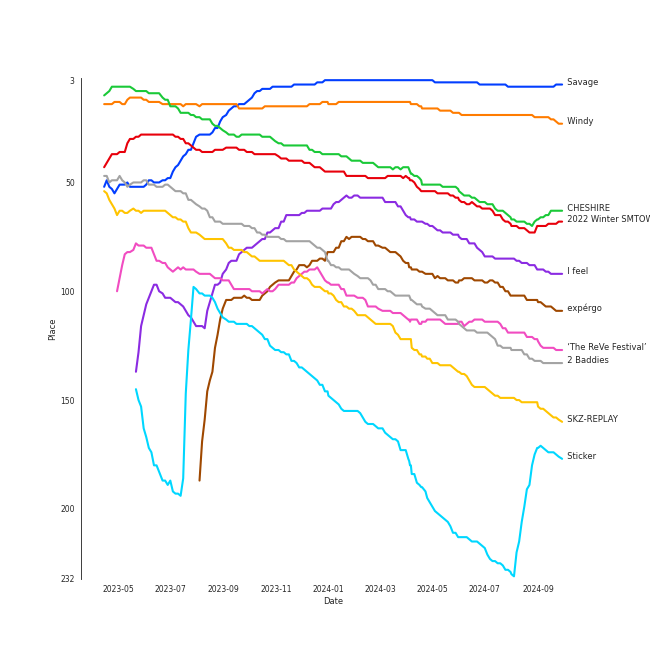 3
50
100
150
200
232
Place
2023-05
2023-07
2023-09
2023-11
2024-01
2024-03
2024-05
2024-07
2024-09
Date
Savage
Windy
CHESHIRE
2022 Winter SMTOW
I feel
expérgo
'The ReVe Festival'
2 Baddies
SKZ-REPLAY
Sticker